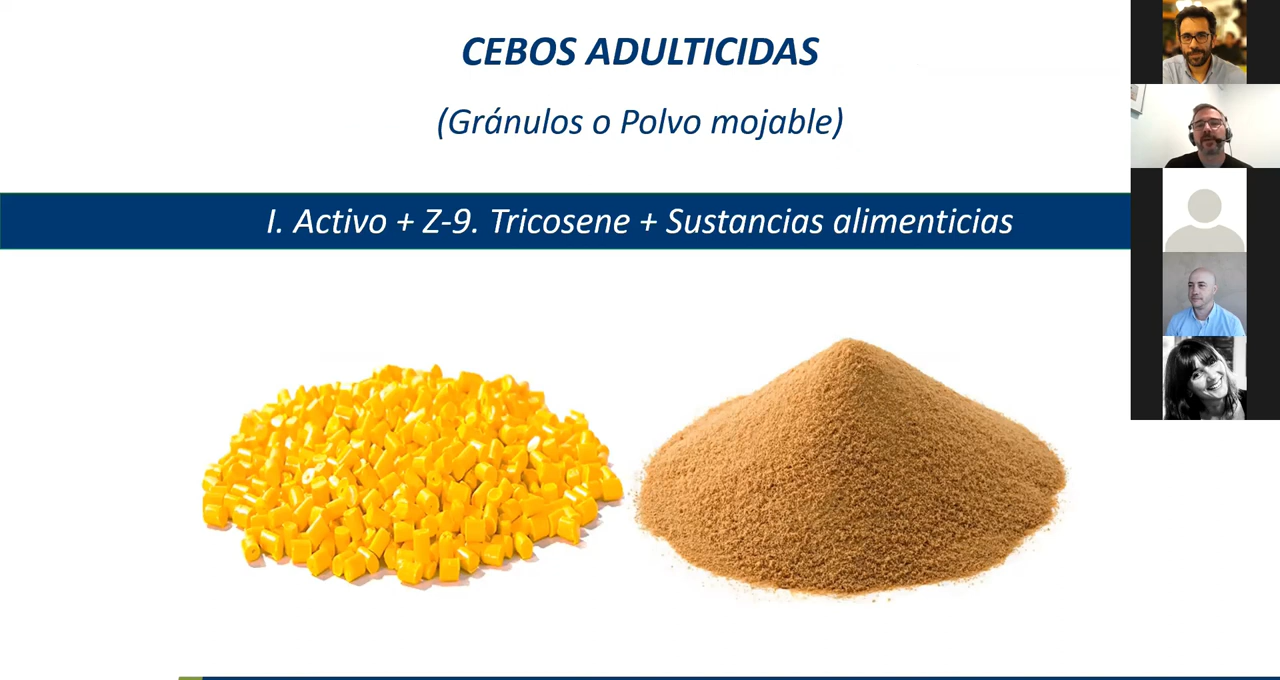 CEBOS ADULTICIDAS
(Gránulos o Polvo mojable)
I. Activo + Z-9. Tricosene + Sustancias alimenticias